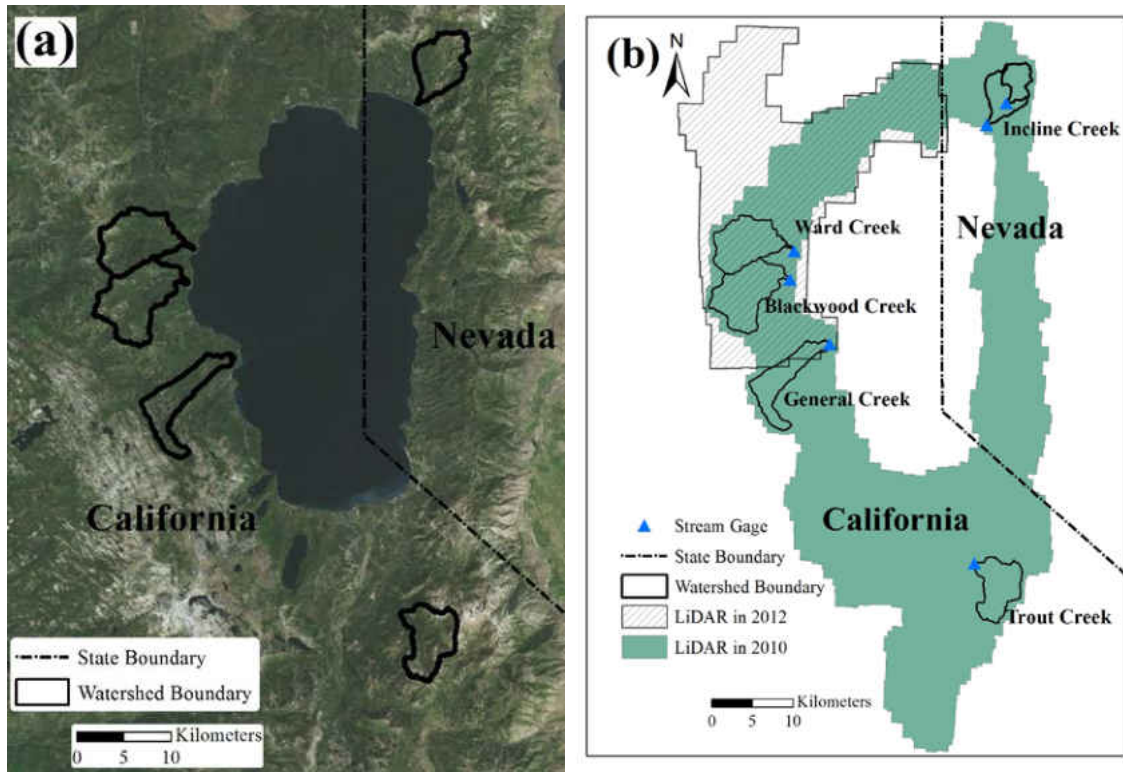 (a)
Nevada
California
State Boundary
Watershed Boundary
Kilometers
0 5 10
(b)
N
Incline Creek
Ward Creek
Nevada
Blackwood Creek
General Creek
California
Stream Gage
State Boundary
Watershed Boundary
LiDAR in 2012
LiDAR in 2010
Trout Creek
Kilometers
0 5 10